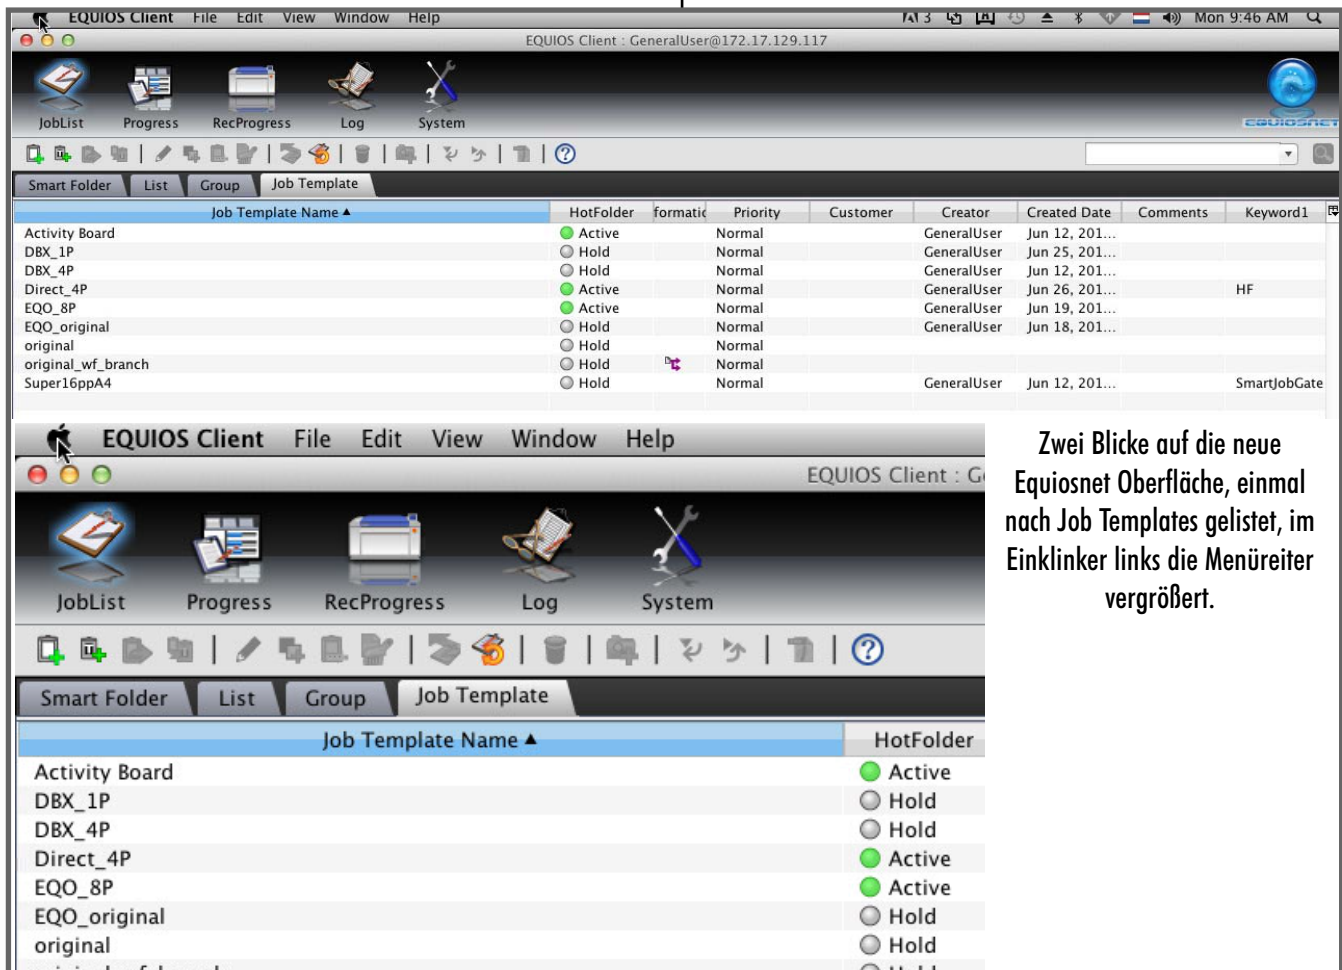 EQUIOS Client File Edit View Window Help 3 Mon 9:46 AM
EQUIOS Client : GeneralUser@172.17.129.117
JobList Progress RecProgress Log System
EQUIOSNET
Smart Folder List Group Job Template
Job Template Name HotFolder formatic Priority Customer Creator Created Date Comments Keyword1
Activity Board Active Normal GeneralUser Jun 12, 201...
DBX_1P Hold Normal GeneralUser Jun 25, 201...
DBX_4P Hold Normal GeneralUser Jun 12, 201...
Direct_4P Active Normal GeneralUser Jun 26, 201... HF
EQO_8P Active Normal GeneralUser Jun 19, 201...
EQO_original Hold Normal GeneralUser Jun 18, 201...
original Hold Normal
original_wf_branch Hold Normal
Super16ppA4 Hold Normal GeneralUser Jun 12, 201... SmartJobGate
EQUIOS Client File Edit View Window Help
EQUIOS Client : G
JobList Progress RecProgress Log System
Smart Folder List Group Job Template
Job Template Name HotFolder
Activity Board Active
DBX_1P Hold
DBX_4P Hold
Direct_4P Active
EQO_8P Active
EQO_original Hold
original Hold
Zwei Blicke auf die neue
Equiosnet Oberfläche, einmal
nach Job Templates gelistet, im
Einklinker links die Menüreiter
vergrößert.